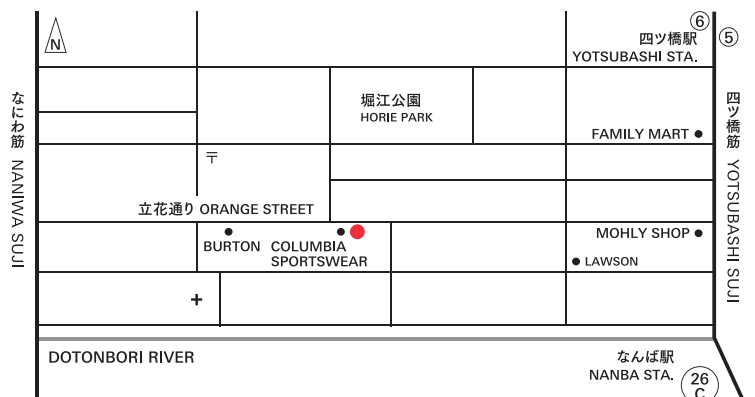 N
⑥
⑤
四ツ橋駅
YOTSUBASHI STA.
堀江公園
HORIE PARK
なにわ筋 NANIWA SUJI
四ツ橋筋 YOTSUBASHI SUJI
FAMILY MART
〒
立花通り ORANGE STREET
BURTON
COLUMBIA
SPORTSWEAR
MOHLY SHOP
LAWSON
DOTONBORI RIVER
なんば駅
NANBA STA.
26
C